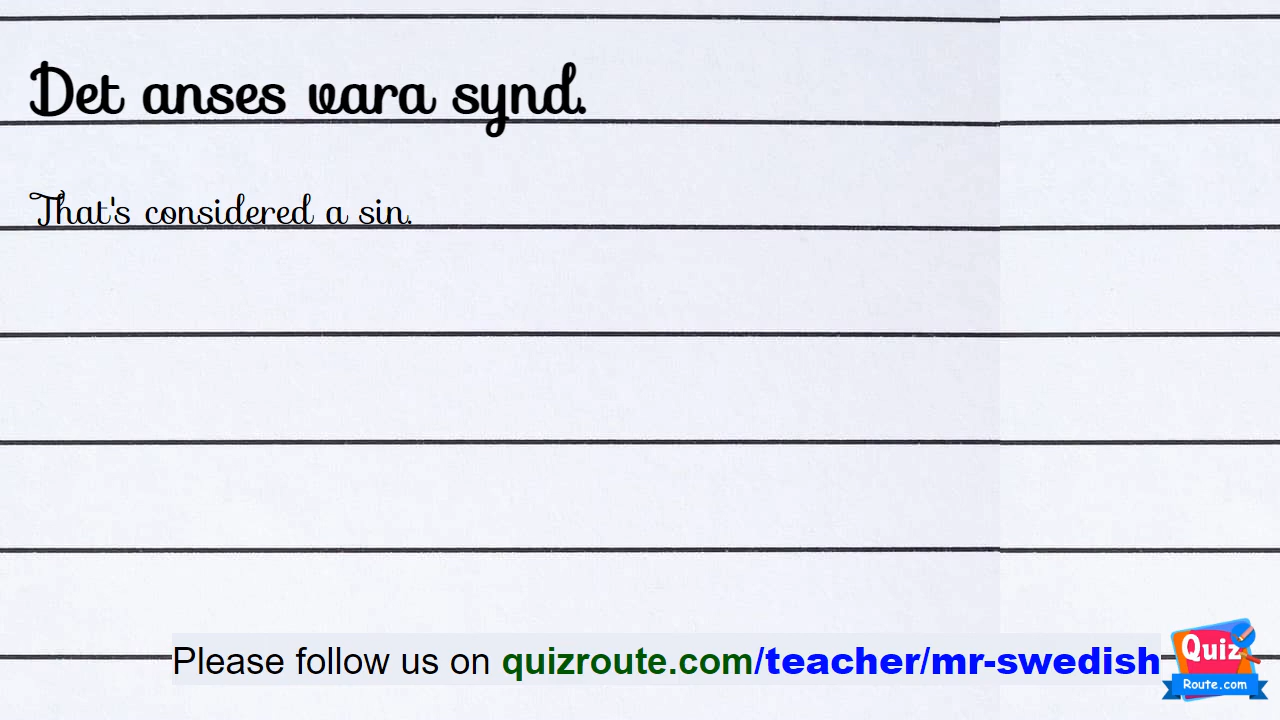 Det anses vara synd.
That's considered a sin.
Please follow us on quizroute.com/teacher/mr-swedish
Quiz
Route.com